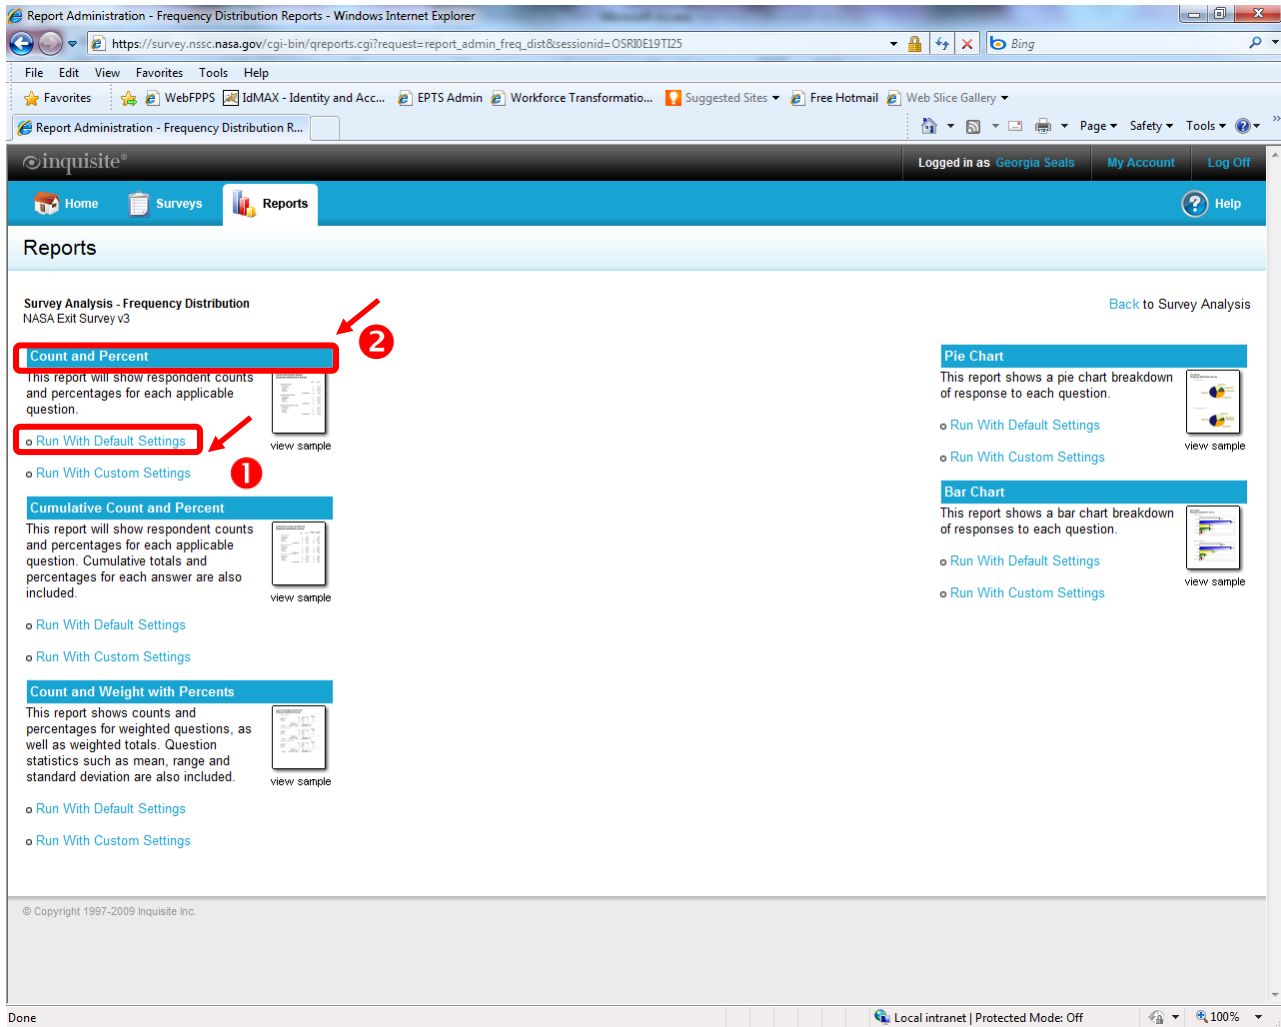 Report Administration - Frequency Distribution Reports - Windows Internet Explorer
https://survey.nssc.nasa.gov/cgi-bin/qreports.cgi?request=report_admin_freq_dist&sessionid=OSRI0E19TI25
Bing
File Edit View Favorites Tools Help
Favorites WebFPPS IdMAX - Identity and Acc... EPTS Admin Workforce Transformatio... Suggested Sites Free Hotmail Web Slice Gallery
Report Administration - Frequency Distribution R...
Page Safety Tools
inquisite®
Logged in as Georgia Seals My Account Log Off
Home Surveys Reports Help
Reports
Survey Analysis - Frequency Distribution
NASA Exit Survey v3
Back to Survey Analysis
2
Count and Percent
This report will show respondent counts
and percentages for each applicable
question.
view sample
Run With Default Settings
1
Run With Custom Settings
Cumulative Count and Percent
This report will show respondent counts
and percentages for each applicable
question. Cumulative totals and
percentages for each answer are also
included.
view sample
Run With Default Settings
Run With Custom Settings
Count and Weight with Percents
This report shows counts and
percentages for weighted questions, as
well as weighted totals. Question
statistics such as mean, range and
standard deviation are also included.
view sample
Run With Default Settings
Run With Custom Settings
Pie Chart
This report shows a pie chart breakdown
of response to each question.
Run With Default Settings
view sample
Run With Custom Settings
Bar Chart
This report shows a bar chart breakdown
of responses to each question.
Run With Default Settings
view sample
Run With Custom Settings
© Copyright 1997-2009 Inquisite Inc.
Done
Local intranet | Protected Mode: Off
100%